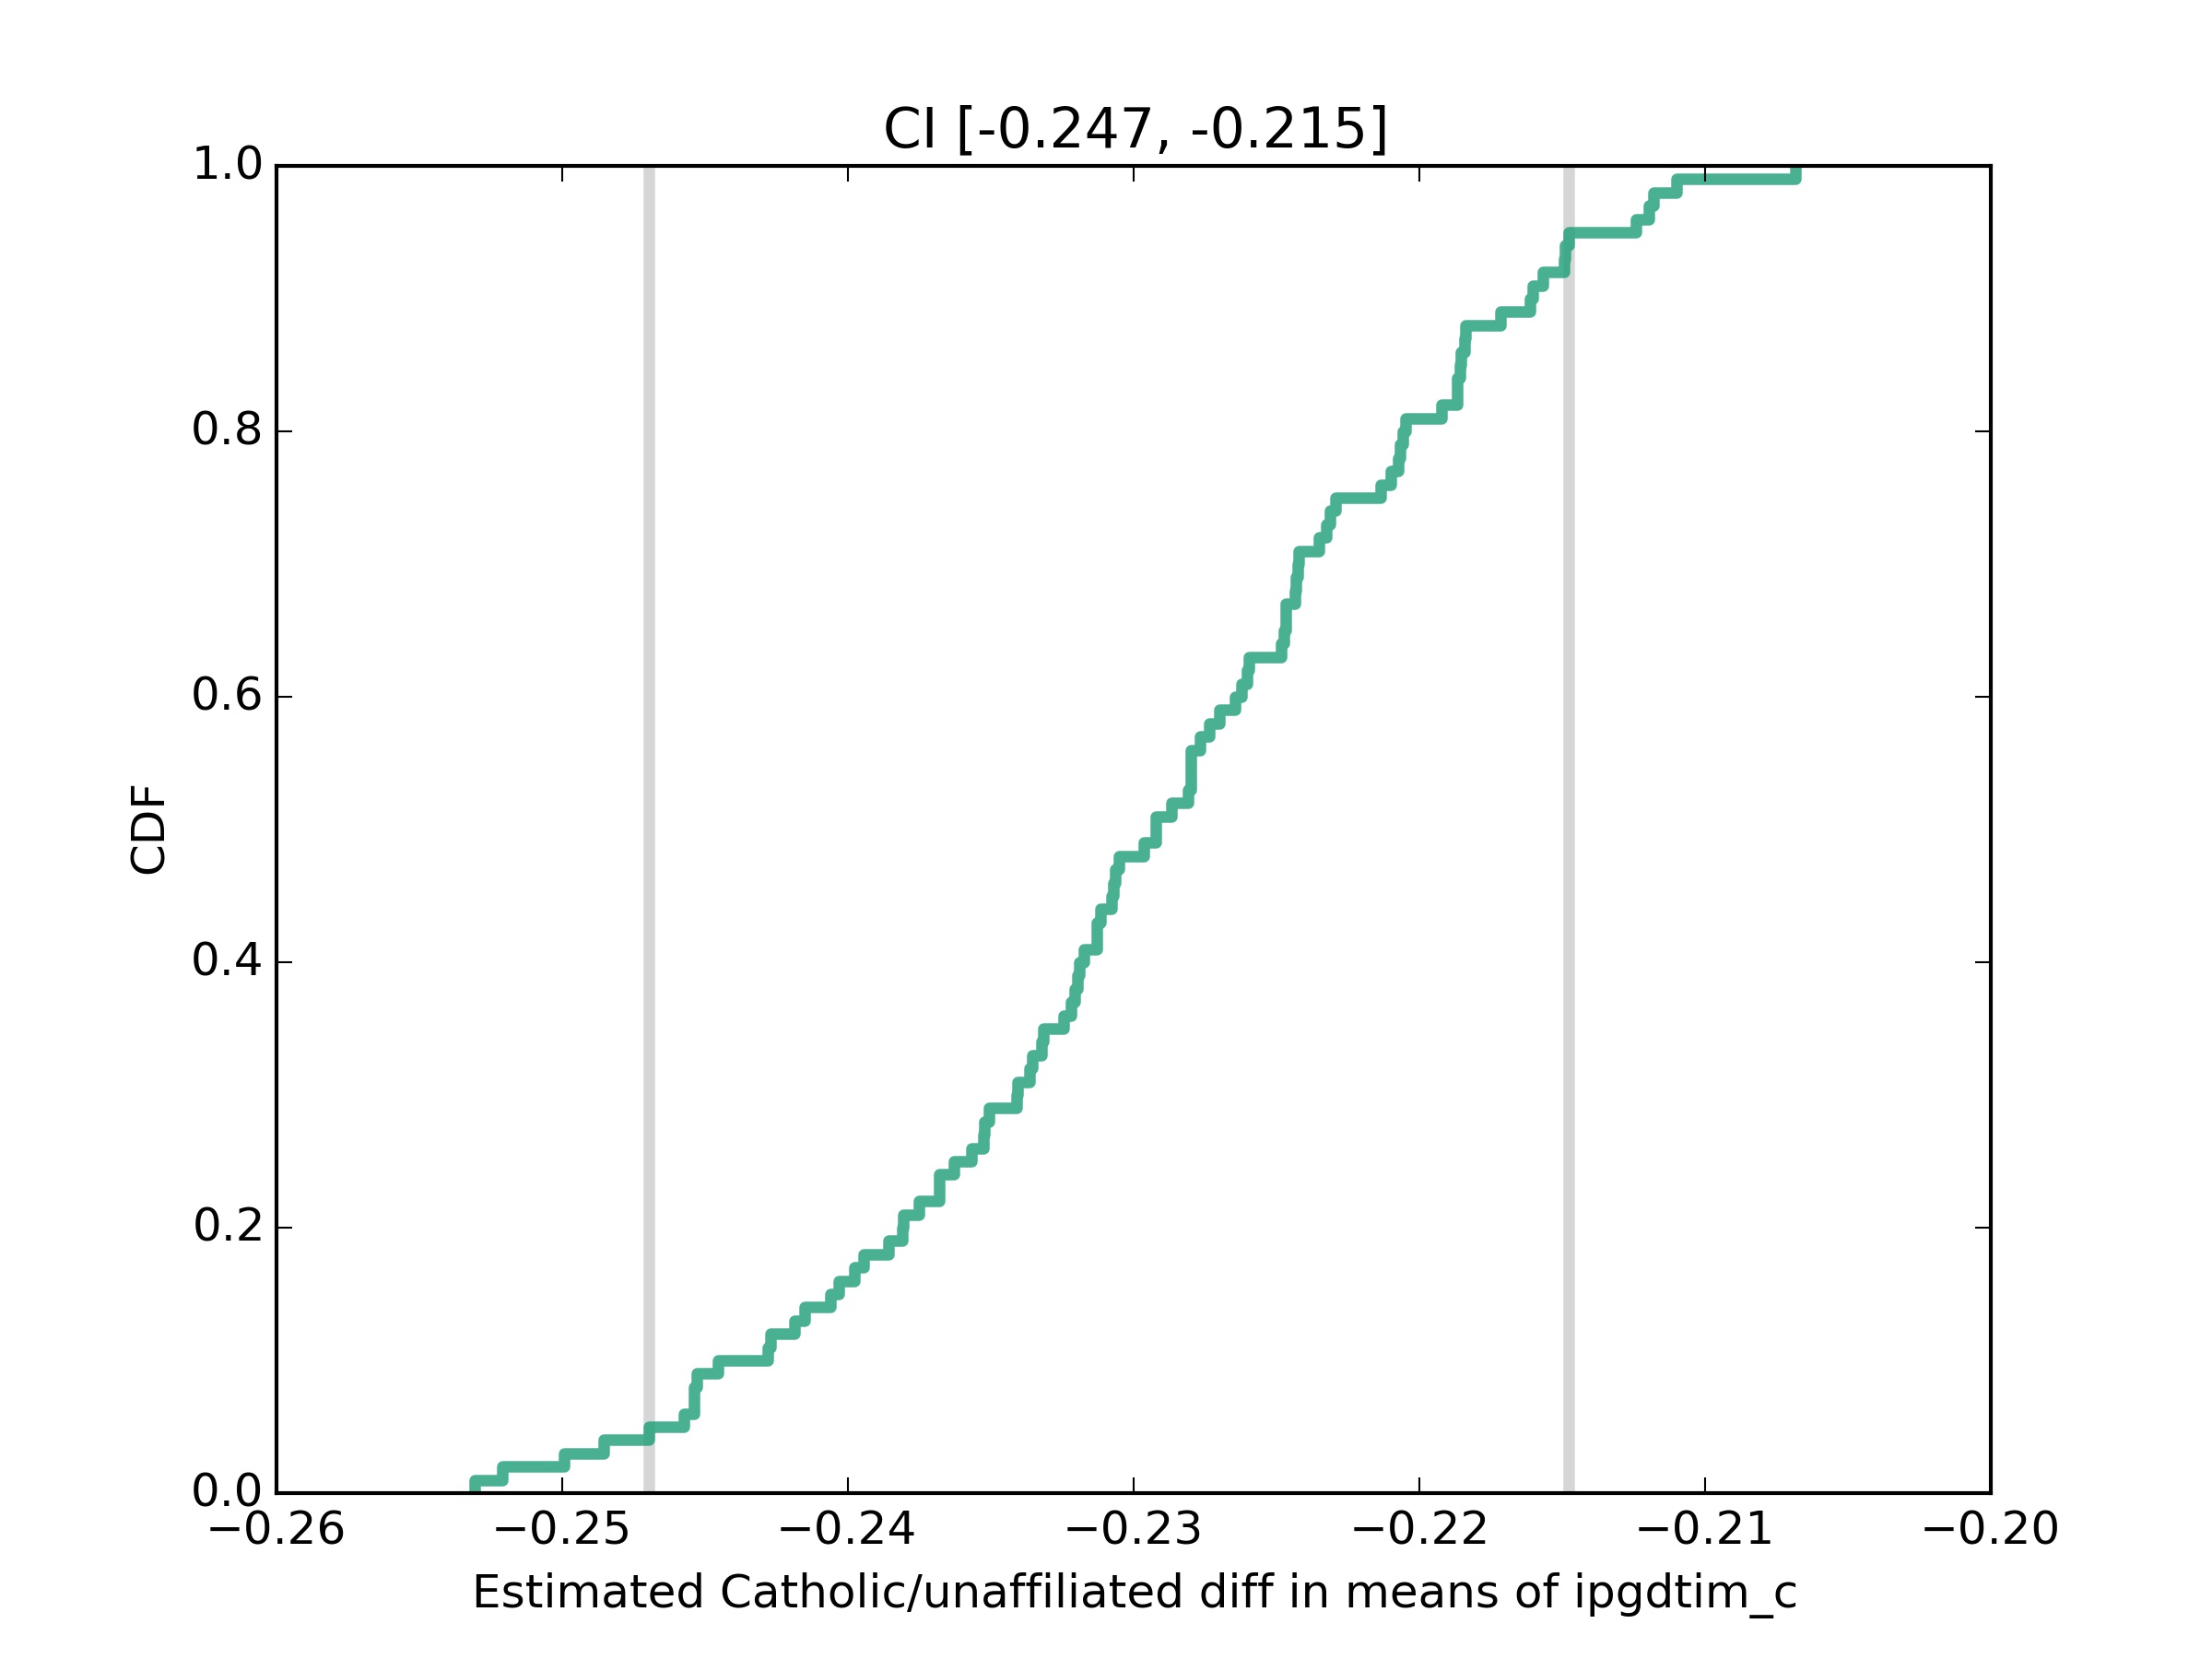 CI [-0.247, -0.215]
1.0
0.8
0.6
0.4
0.2
0.0
CDF
−0.26 −0.25 −0.24 −0.23 −0.22 −0.21 −0.20
Estimated Catholic/unaffiliated diff in means of ipgdtim_c